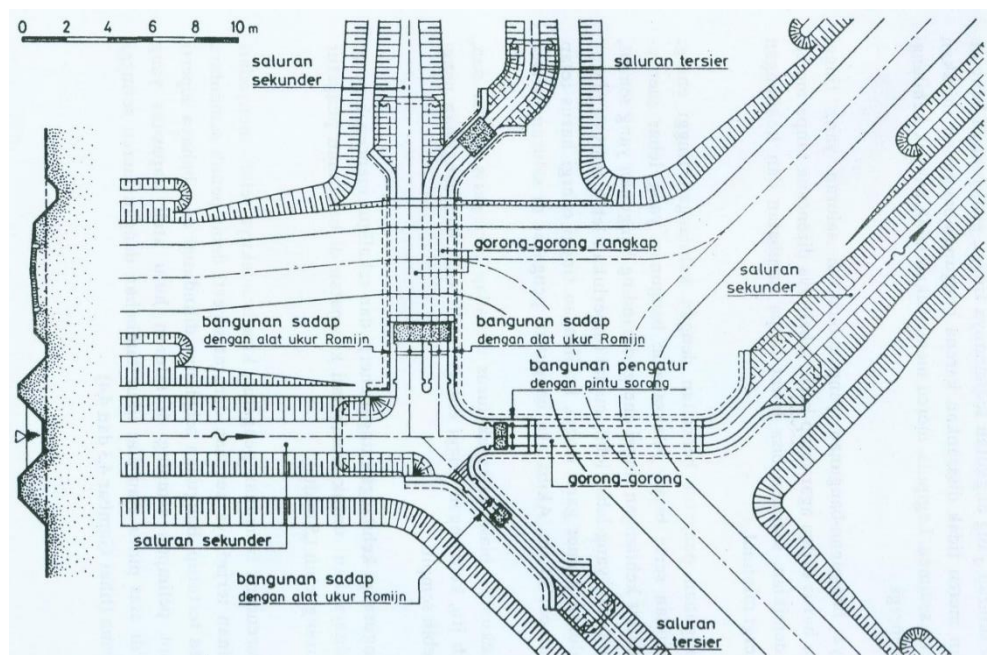 0 2 4 6 8 10 m
saluran
sekunder
saluran tersier
gorong-gorong rangkap
saluran
sekunder
bangunan sadap
dengan alat ukur Romijn
bangunan sadap
dengan alat ukur Romijn
bangunan pengatur
dengan pintu sorong
gorong-gorong
saluran sekunder
bangunan sadap
dengan alat ukur Romijn
saluran
tersier